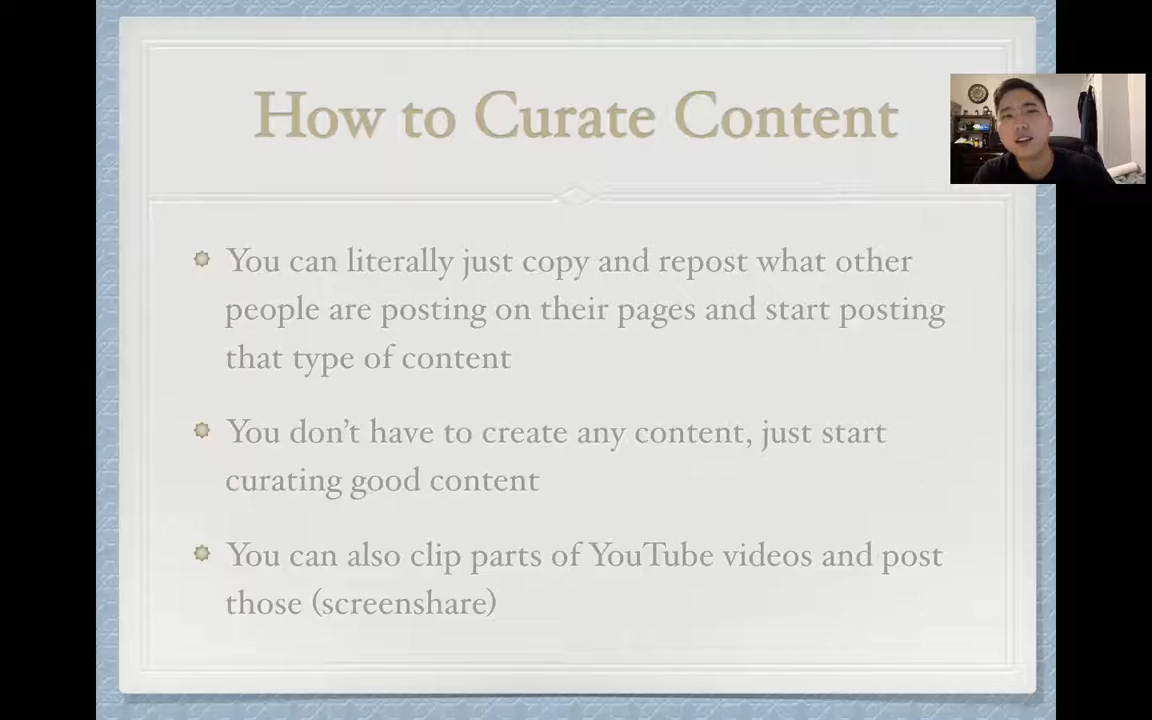 How to Curate Content
You can literally just copy and repost what other
people are posting on their pages and start posting
that type of content
You don't have to create any content, just start
curating good content
You can also clip parts of YouTube videos and post
those (screenshare)